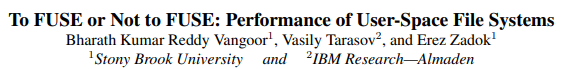 To FUSE or Not to FUSE: Performance of User-Space File Systems
Bharath Kumar Reddy Vangoor¹, Vasily Tarasov², and Erez Zadok¹
¹Stony Brook University and ²IBM Research—Almaden